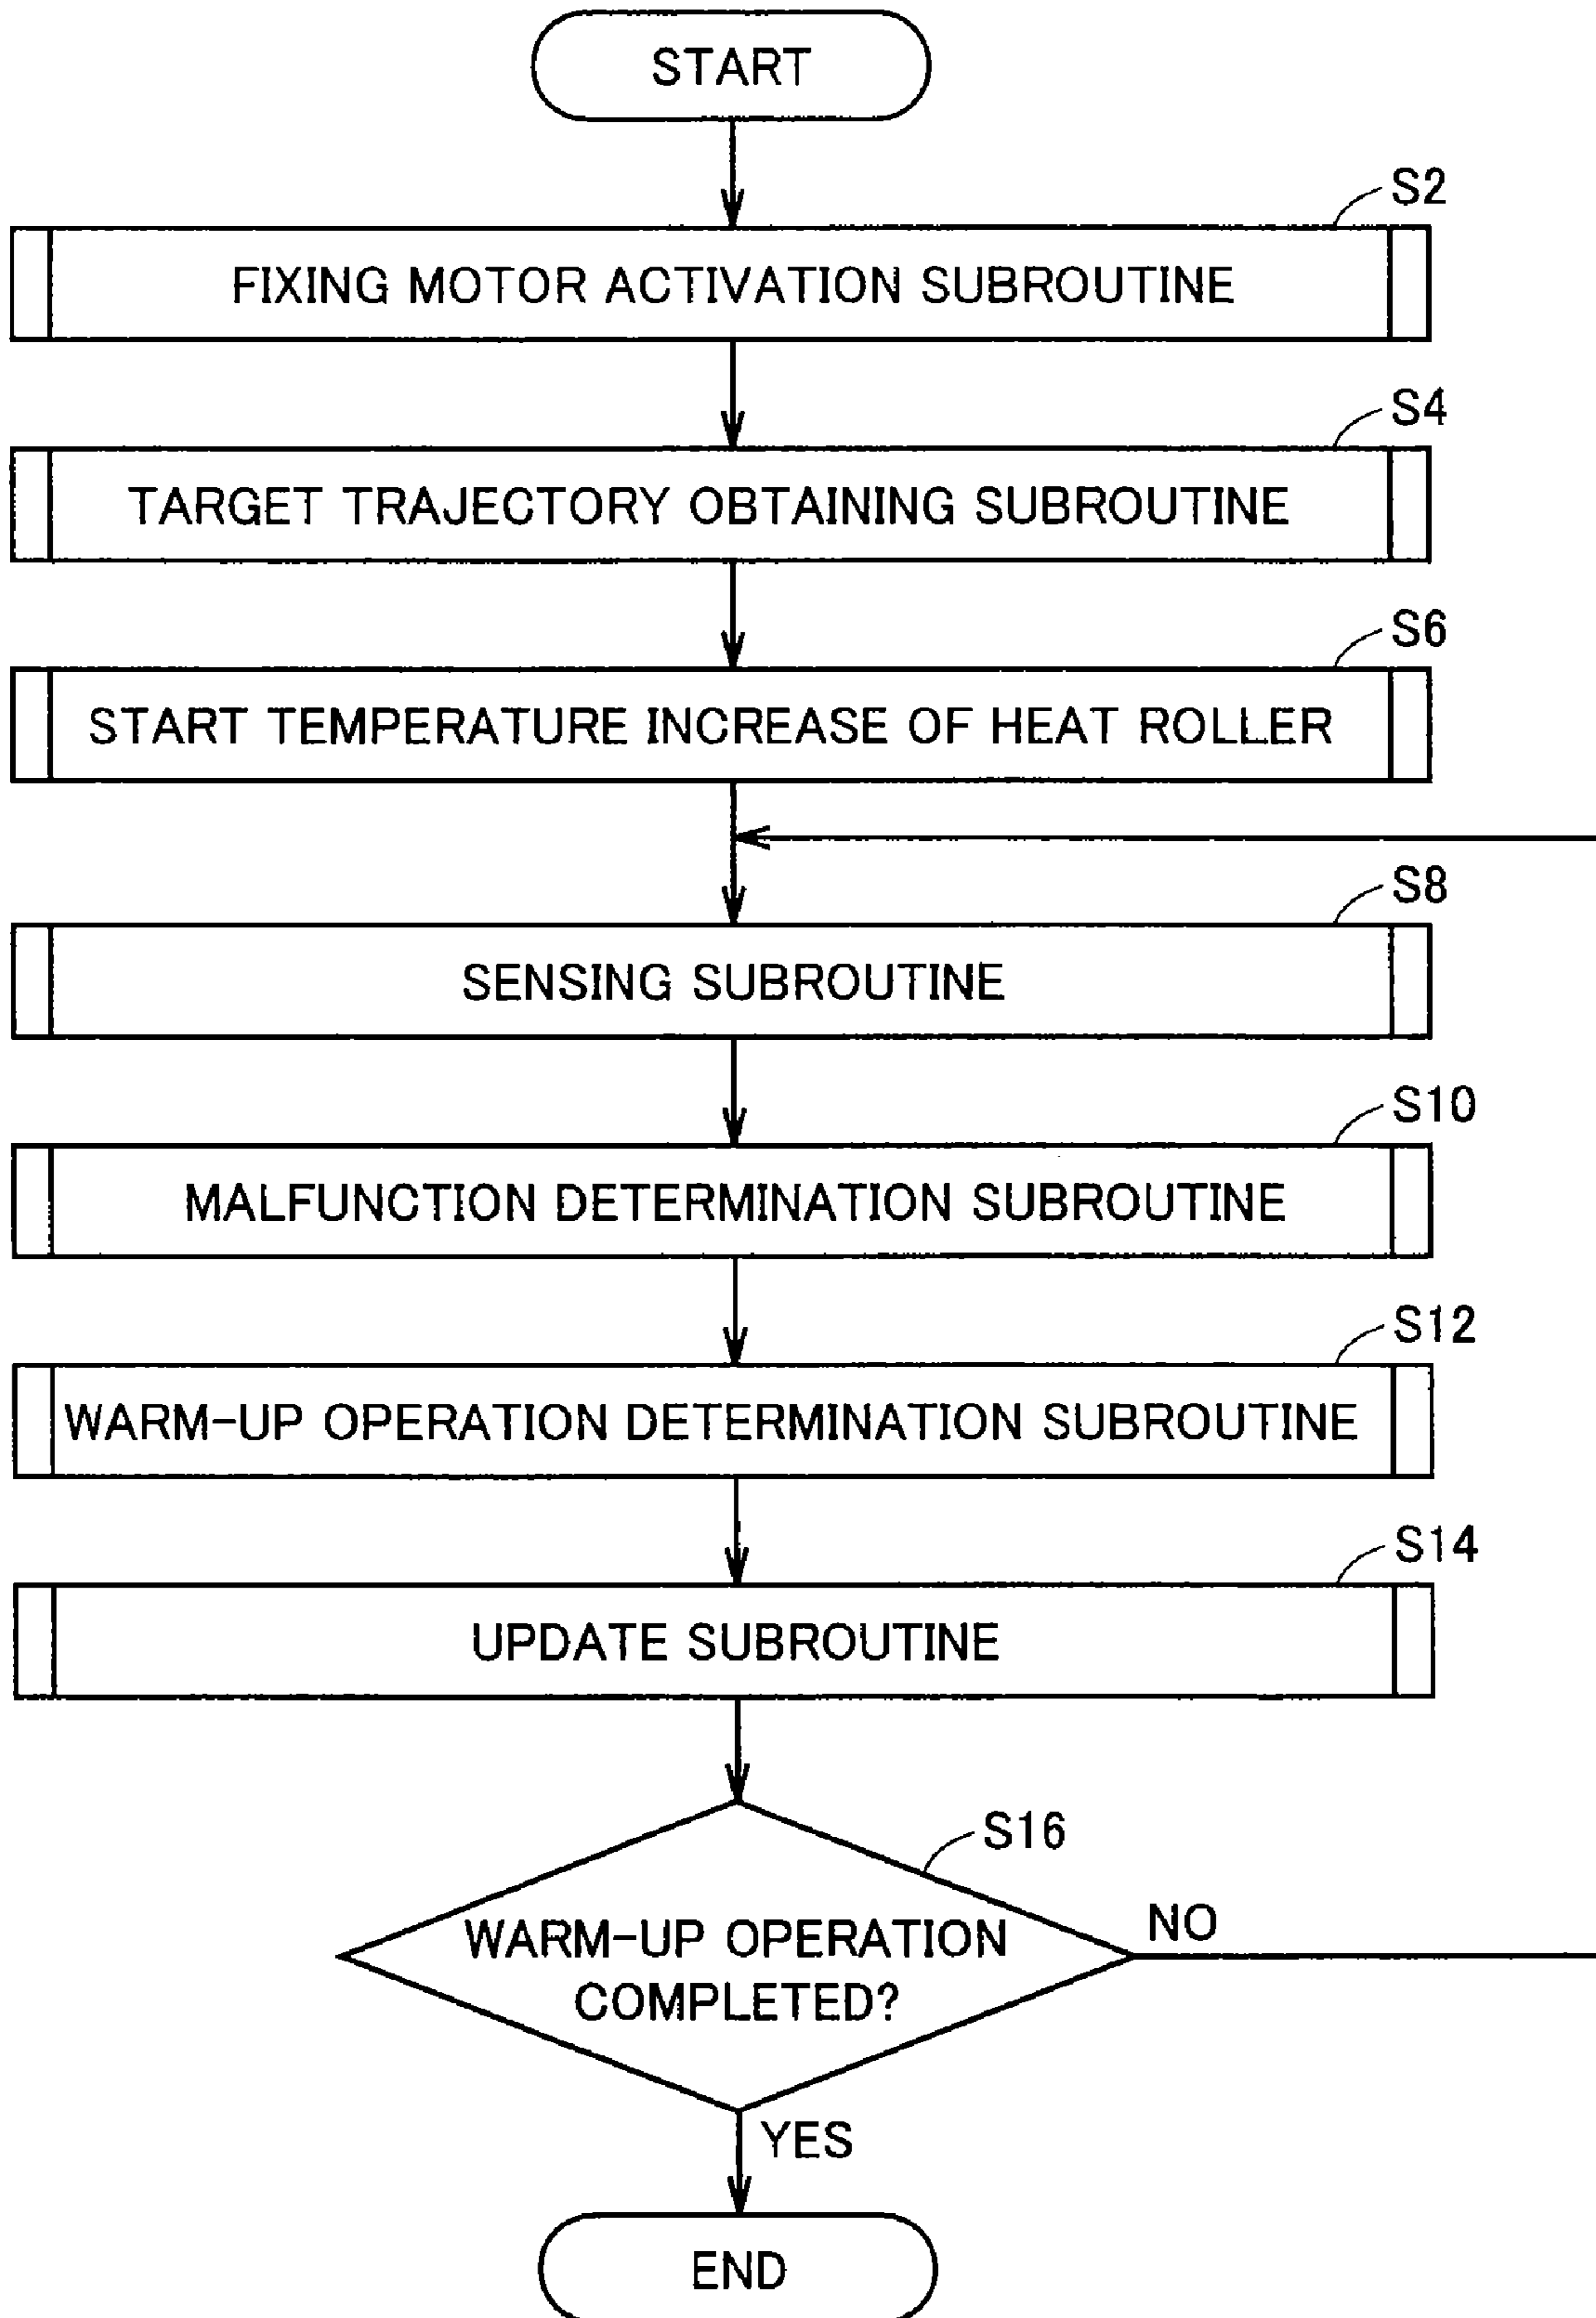 START
S2
FIXING MOTOR ACTIVATION SUBROUTINE
S4
TARGET TRAJECTORY OBTAINING SUBROUTINE
S6
START TEMPERATURE INCREASE OF HEAT ROLLER
S8
SENSING SUBROUTINE
S10
MALFUNCTION DETERMINATION SUBROUTINE
S12
WARM-UP OPERATION DETERMINATION SUBROUTINE
S14
UPDATE SUBROUTINE
S16
WARM-UP OPERATION
COMPLETED?
NO
YES
END